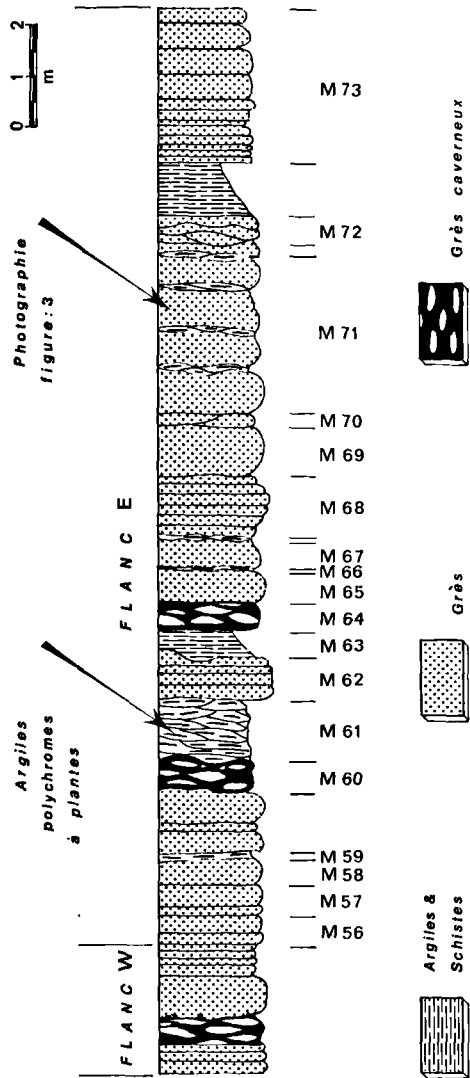 0 1 2
m
Photographie
figure:3
FLANC E
Argiles
polychromes
à plantes
FLANC W
M 73
M 72
M 71
M 70
M 69
M 68
M 67
M 66
M 65
M 64
M 63
M 62
M 61
M 60
M 59
M 58
M 57
M 56
Grès caverneux
Grès
Argiles &
Schistes